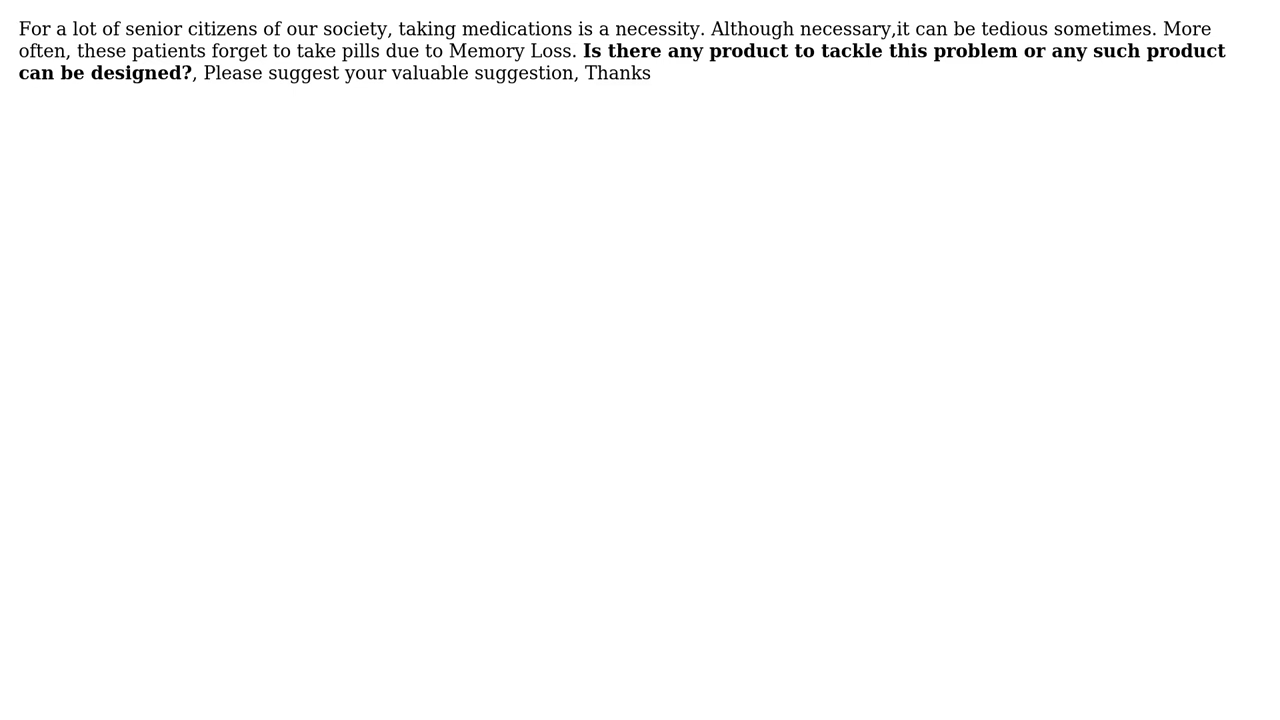 For a lot of senior citizens of our society, taking medications is a necessity. Although necessary,it can be tedious sometimes. More
often, these patients forget to take pills due to Memory Loss. Is there any product to tackle this problem or any such product
can be designed?, Please suggest your valuable suggestion, Thanks